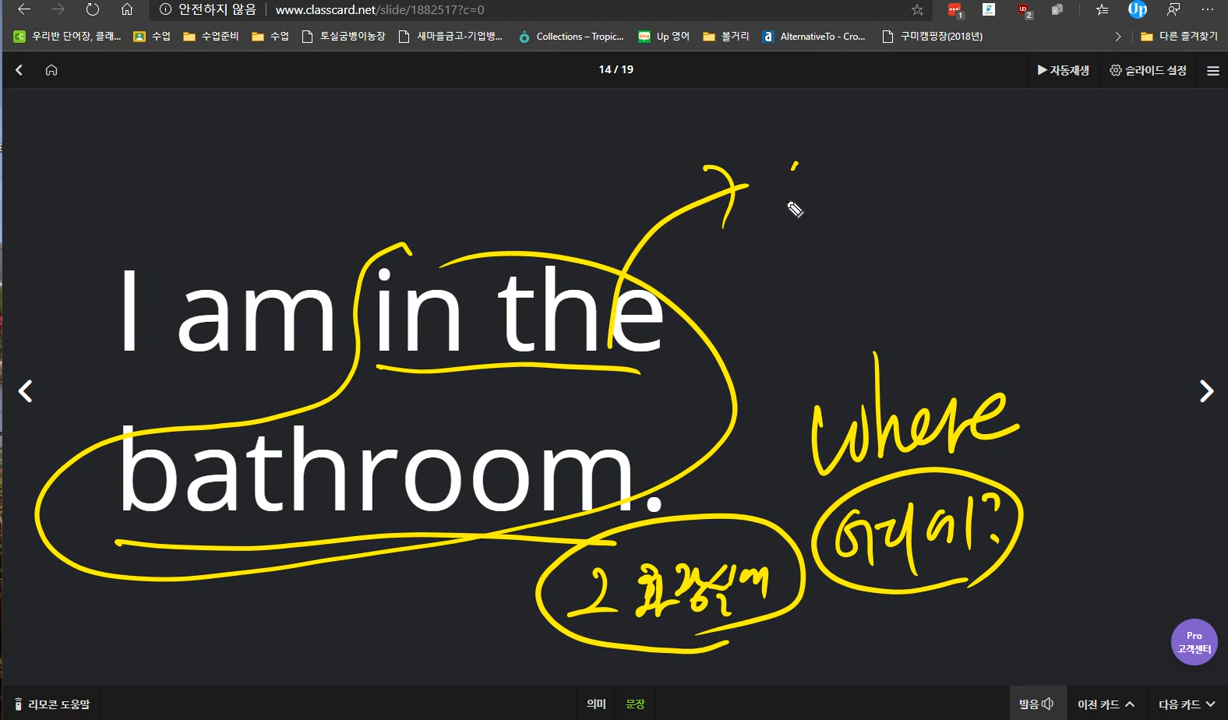 안전하지 않음 www.classcard.net/slide/1882517?c=0
우리반 단어장, 클래... 수업 수업준비 수업 토실굼벵이농장 새마을금고-기업뱅... Collections – Tropic... Up 영어 볼거리 AlternativeTo - Cro... 구미캠핑장(2018년) 다른 즐겨찾기
14 / 19 자동재생 슬라이드 설정
I am in the
bathroom.
where
어디에?
그 화장실에
Pro
고객센터
리모콘 도움말 의미 문장 발음 이전 카드 다음 카드